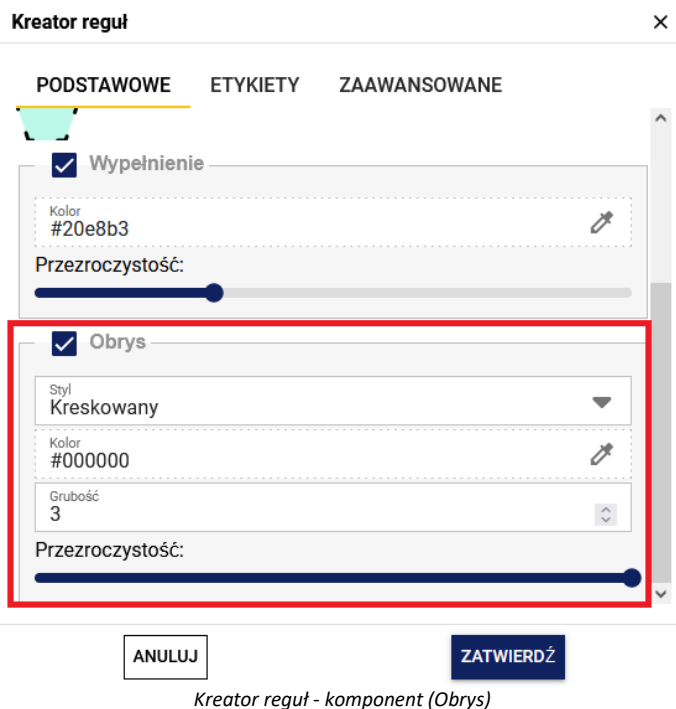 Kreator reguł
PODSTAWOWE ETYKIETY ZAAWANSOWANE
Wypełnienie
Kolor
#20e8b3
Przezroczystość:
Obrys
Styl
Kreskowany
Kolor
#000000
Grubość
3
Przezroczystość:
ANULUJ ZATWIERDŹ
Kreator reguł - komponent (Obrys)